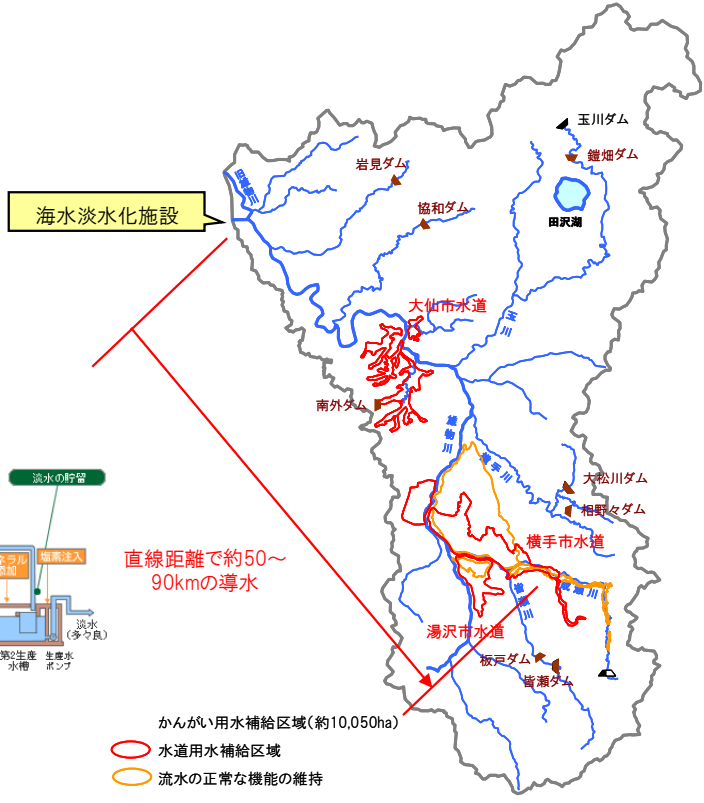 玉川ダム
鎧畑ダム
岩見ダム
旧雄物川
協和ダム
海水淡水化施設
田沢湖
大仙市水道
玉川
南外ダム
雄物川
横手川
淡水の貯留
大松川ダム
相野々ダム
塩素注入
横手市水道
直線距離で約50～
90kmの導水
成瀬川
皆瀬川
淡水
(多々良)
湯沢市水道
第2生産
水槽
生産水
ポンプ
板戸ダム
皆瀬ダム
かんがい用水補給区域(約10,050ha)
水道用水補給区域
流水の正常な機能の維持